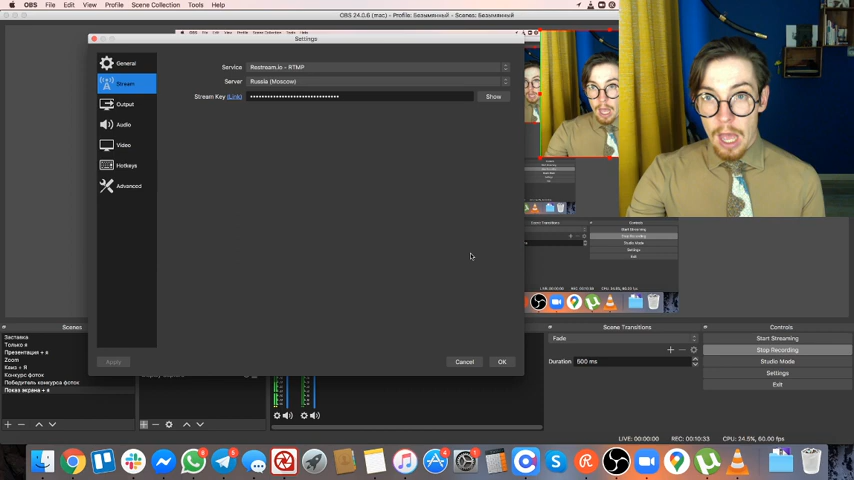 OBS File Edit View Profile Scene Collection Tools Help
OBS 24.0.6 (mac) - Profile: Безымянный - Scenes: Безымянный
Settings
General
Stream
Output
Audio
Video
Hotkeys
Advanced
Service Restream.io - RTMP
Server Russia (Moscow)
Stream Key (Link) Show
Apply
Cancel OK
Scenes
Заставка
Только я
Презентация + я
Zoom
Квиз + Я
Конкурс фоток
Победитель конкурса фоток
Показ экрана + я
Scene Transitions
Fade
Duration 500 ms
Controls
Start Streaming
Stop Recording
Studio Mode
Settings
Exit
LIVE: 00:00:00 REC: 00:10:33 CPU: 24.5%, 60.00 fps